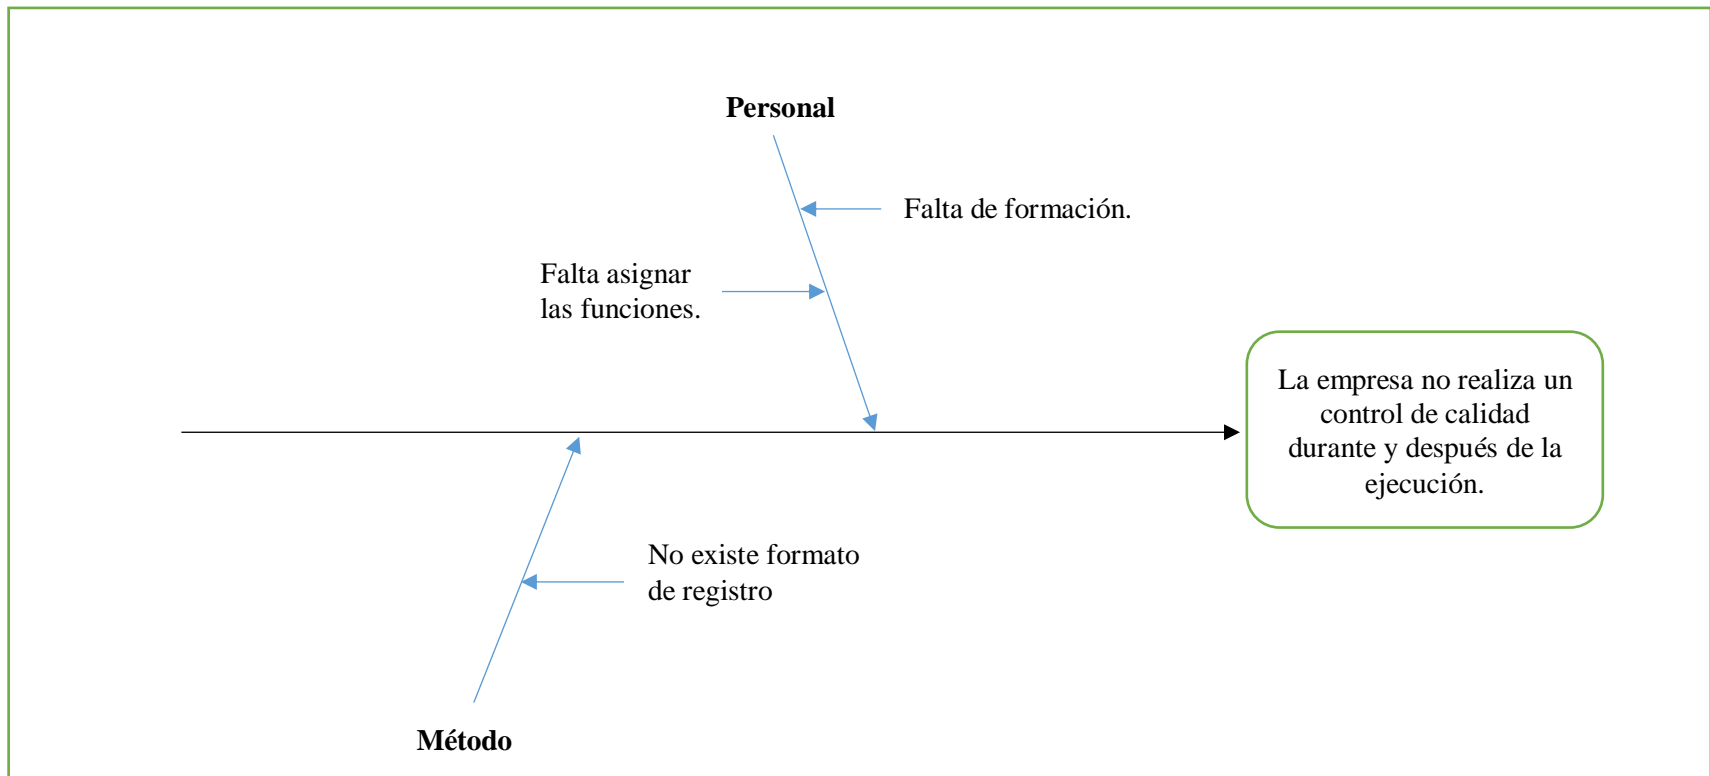 Personal
Falta de formación.
Falta asignar
las funciones.
La empresa no realiza un
control de calidad
durante y después de la
ejecución.
No existe formato
de registro
Método